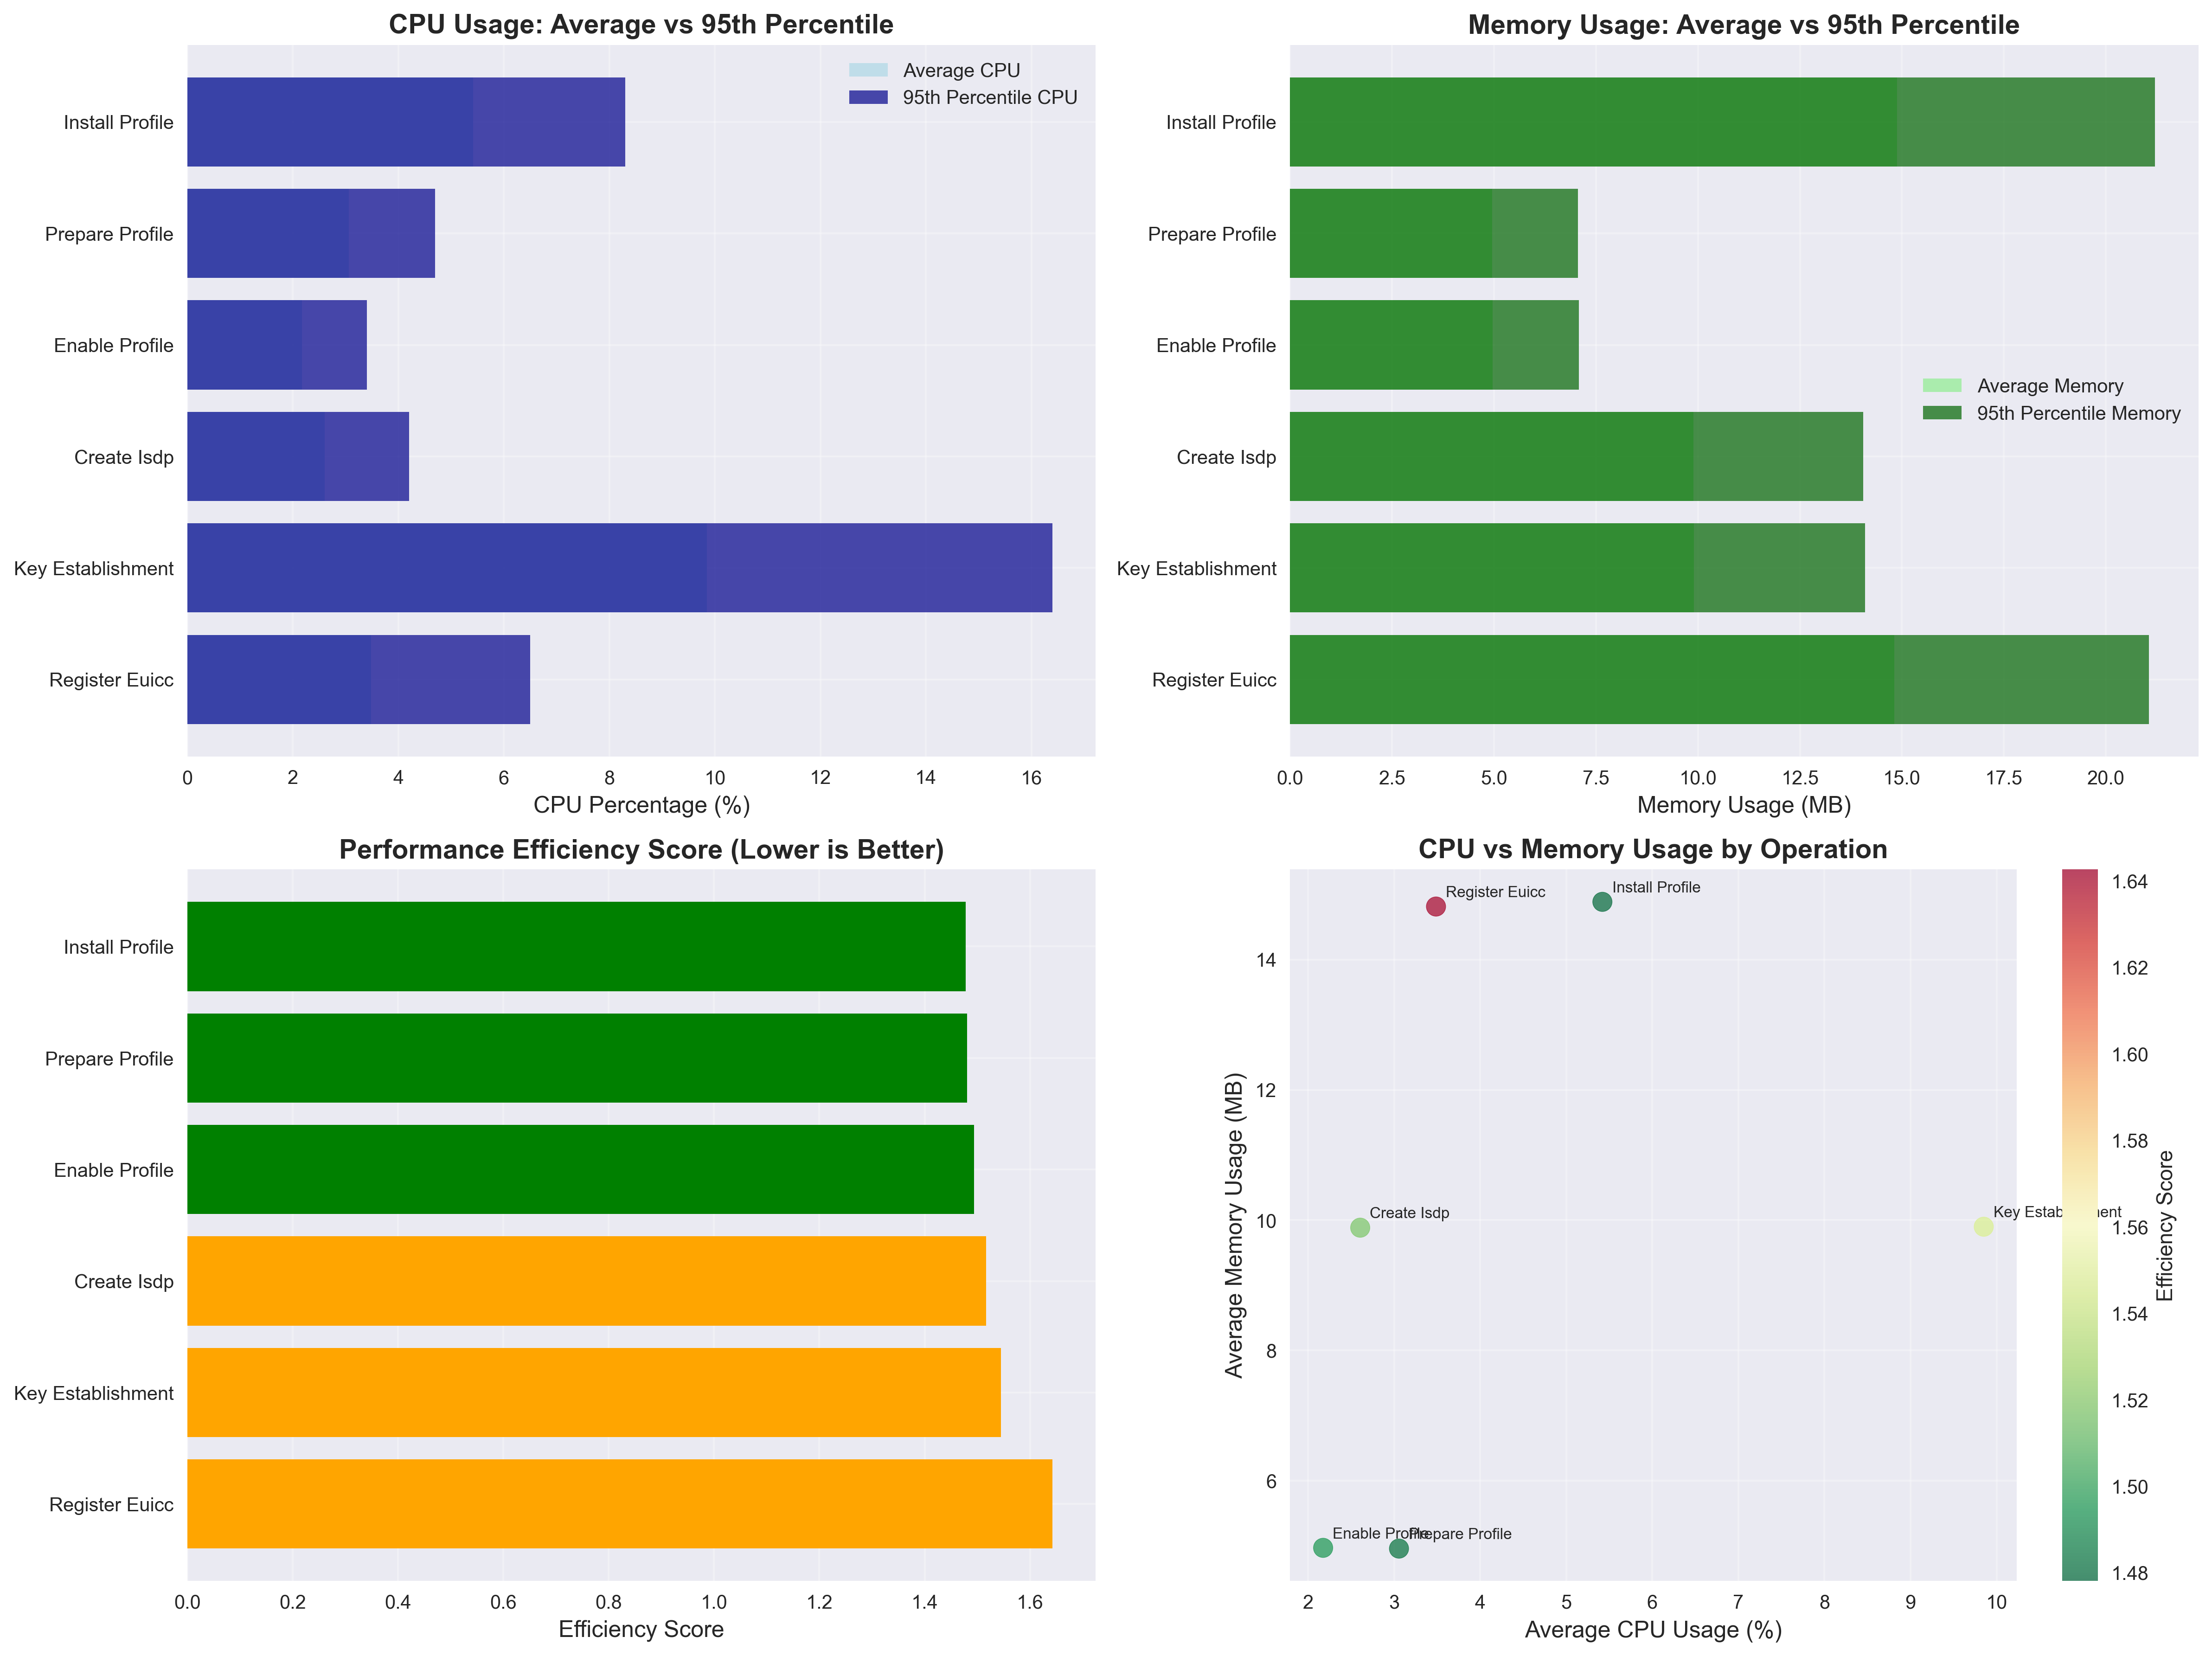 CPU Usage: Average vs 95th Percentile
Average CPU
95th Percentile CPU
Install Profile
Prepare Profile
Enable Profile
Create Isdp
Key Establishment
Register Euicc
0 2 4 6 8 10 12 14 16
CPU Percentage (%)
Memory Usage: Average vs 95th Percentile
Install Profile
Prepare Profile
Enable Profile
Average Memory
95th Percentile Memory
Create Isdp
Key Establishment
Register Euicc
0.0 2.5 5.0 7.5 10.0 12.5 15.0 17.5 20.0
Memory Usage (MB)
Performance Efficiency Score (Lower is Better)
Install Profile
Prepare Profile
Enable Profile
Create Isdp
Key Establishment
Register Euicc
0.0 0.2 0.4 0.6 0.8 1.0 1.2 1.4 1.6
Efficiency Score
CPU vs Memory Usage by Operation
Average Memory Usage (MB)
14
12
10
8
6
Register Euicc
Install Profile
Create Isdp
Key Establishment
Enable Profile
Prepare Profile
2 3 4 5 6 7 8 9 10
Average CPU Usage (%)
1.64
1.62
1.60
1.58
1.56
1.54
1.52
1.50
1.48
Efficiency Score